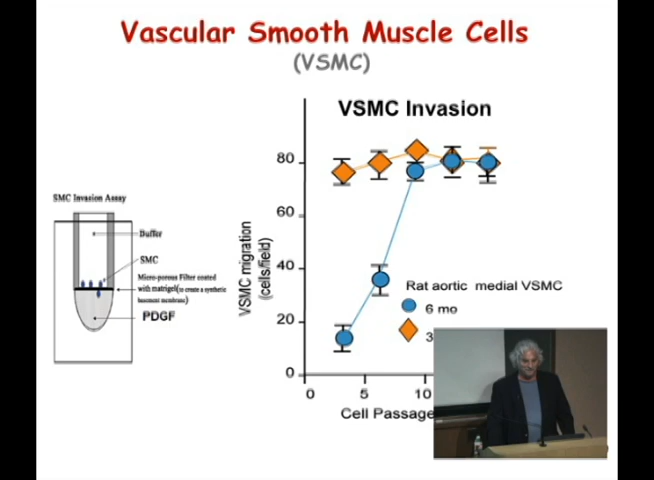 Vascular Smooth Muscle Cells
(VSMC)
VSMC Invasion
SMC Invasion Assay
Buffer
SMC
Micro-porous Filter coated
with matrigel(to create a synthetic
basement membrane)
PDGF
VSMC migration
(cells/field)
80
60
40
20
0
0
5
10
Cell Passage
Rat aortic medial VSMC
6 mo
3